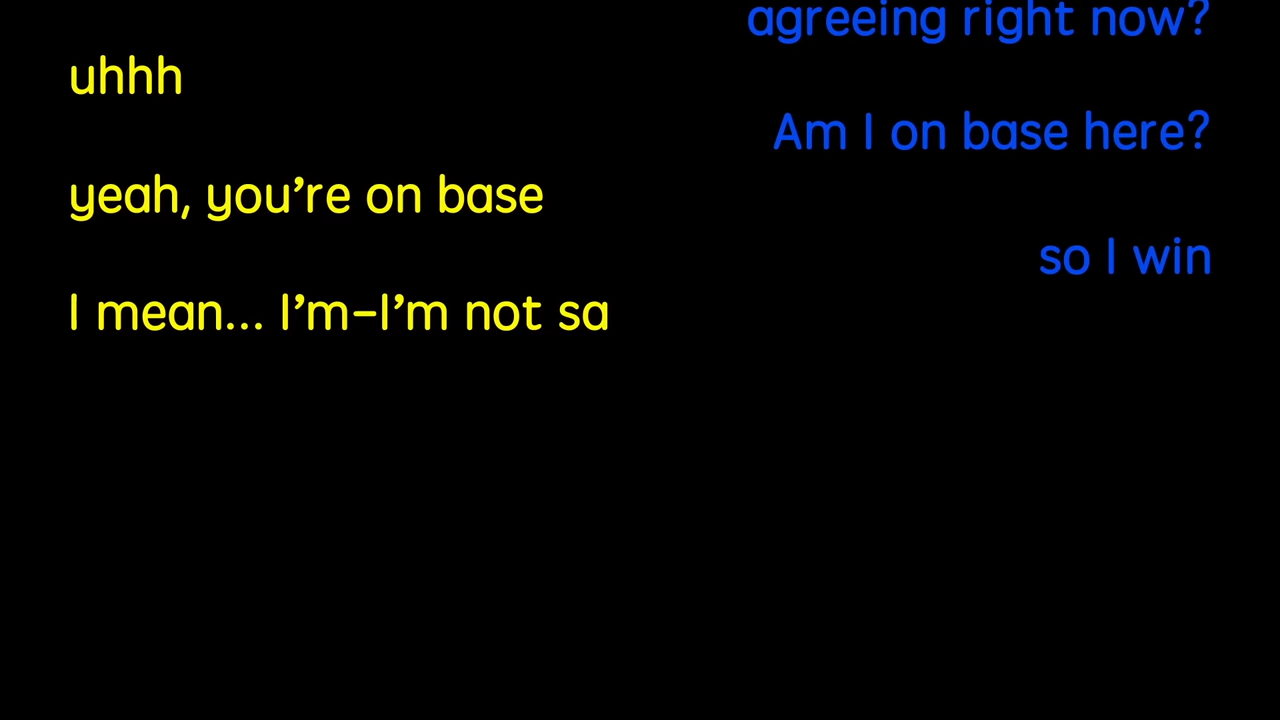 agreeing right now?
uhhh
Am I on base here?
yeah, you’re on base
so I win
I mean... I’m–I’m not sa